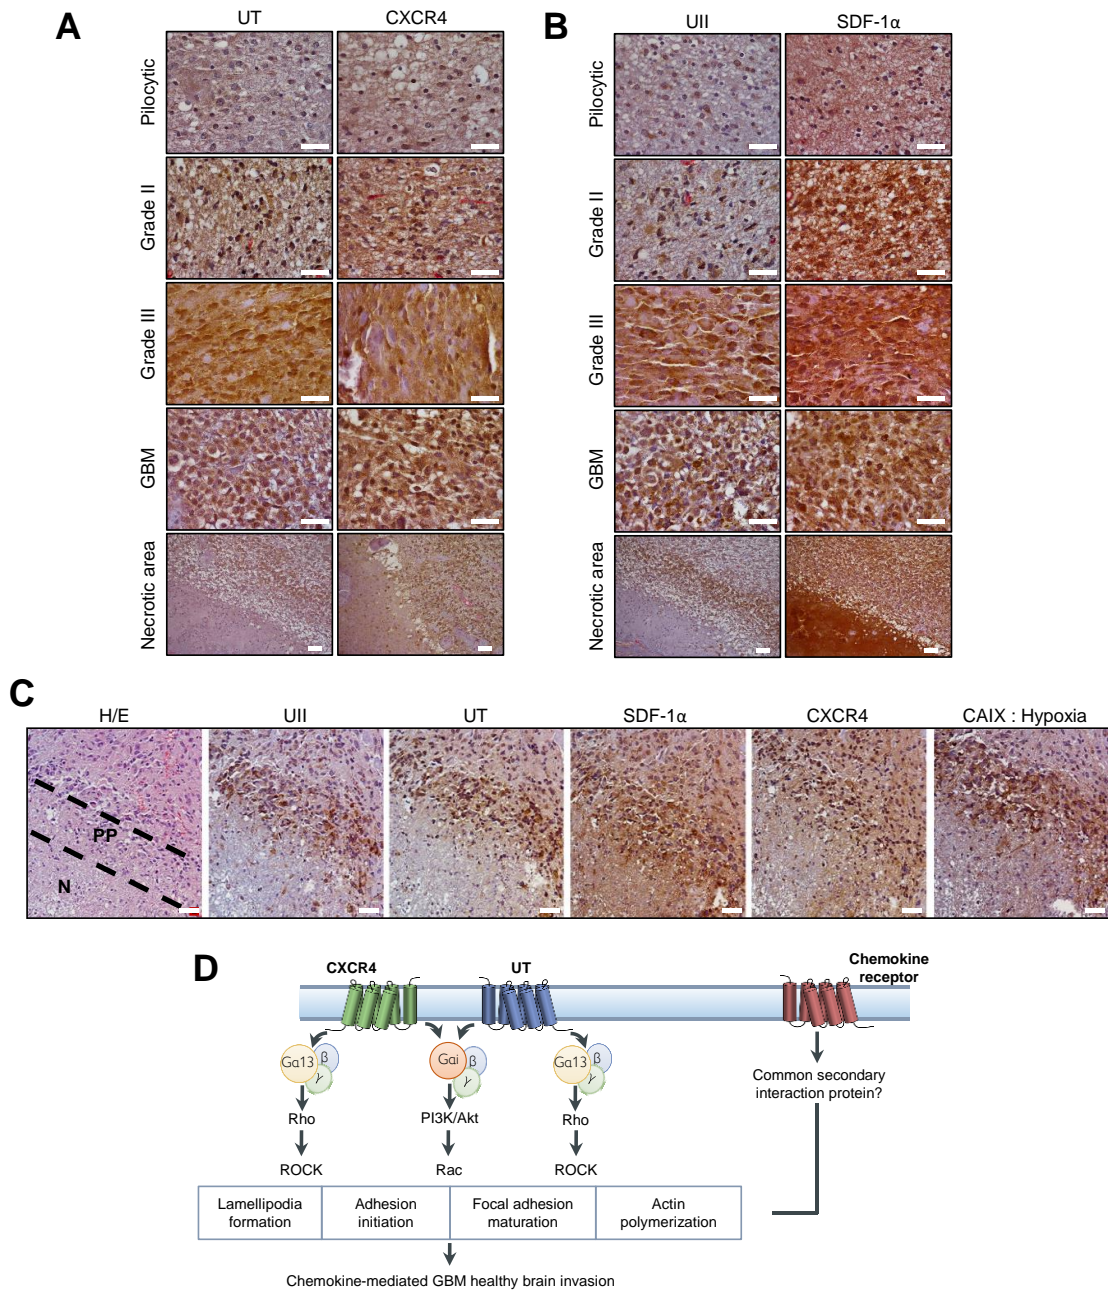 A
UT
CXCR4
Pilocytic
Grade II
Grade III
GBM
Necrotic area
B
UII
SDF-1α
Pilocytic
Grade II
Grade III
GBM
Necrotic area
C
H/E
UII
UT
SDF-1α
CXCR4
CAIX : Hypoxia
PP
N
D
CXCR4
UT
Chemokine
receptor
Gα13
β
γ
Gαi
β
γ
Gα13
β
γ
Common secondary
interaction protein?
Rho
PI3K/Akt
Rho
ROCK
Rac
ROCK
Lamellipodia
formation
Adhesion
initiation
Focal adhesion
maturation
Actin
polymerization
Chemokine-mediated GBM healthy brain invasion